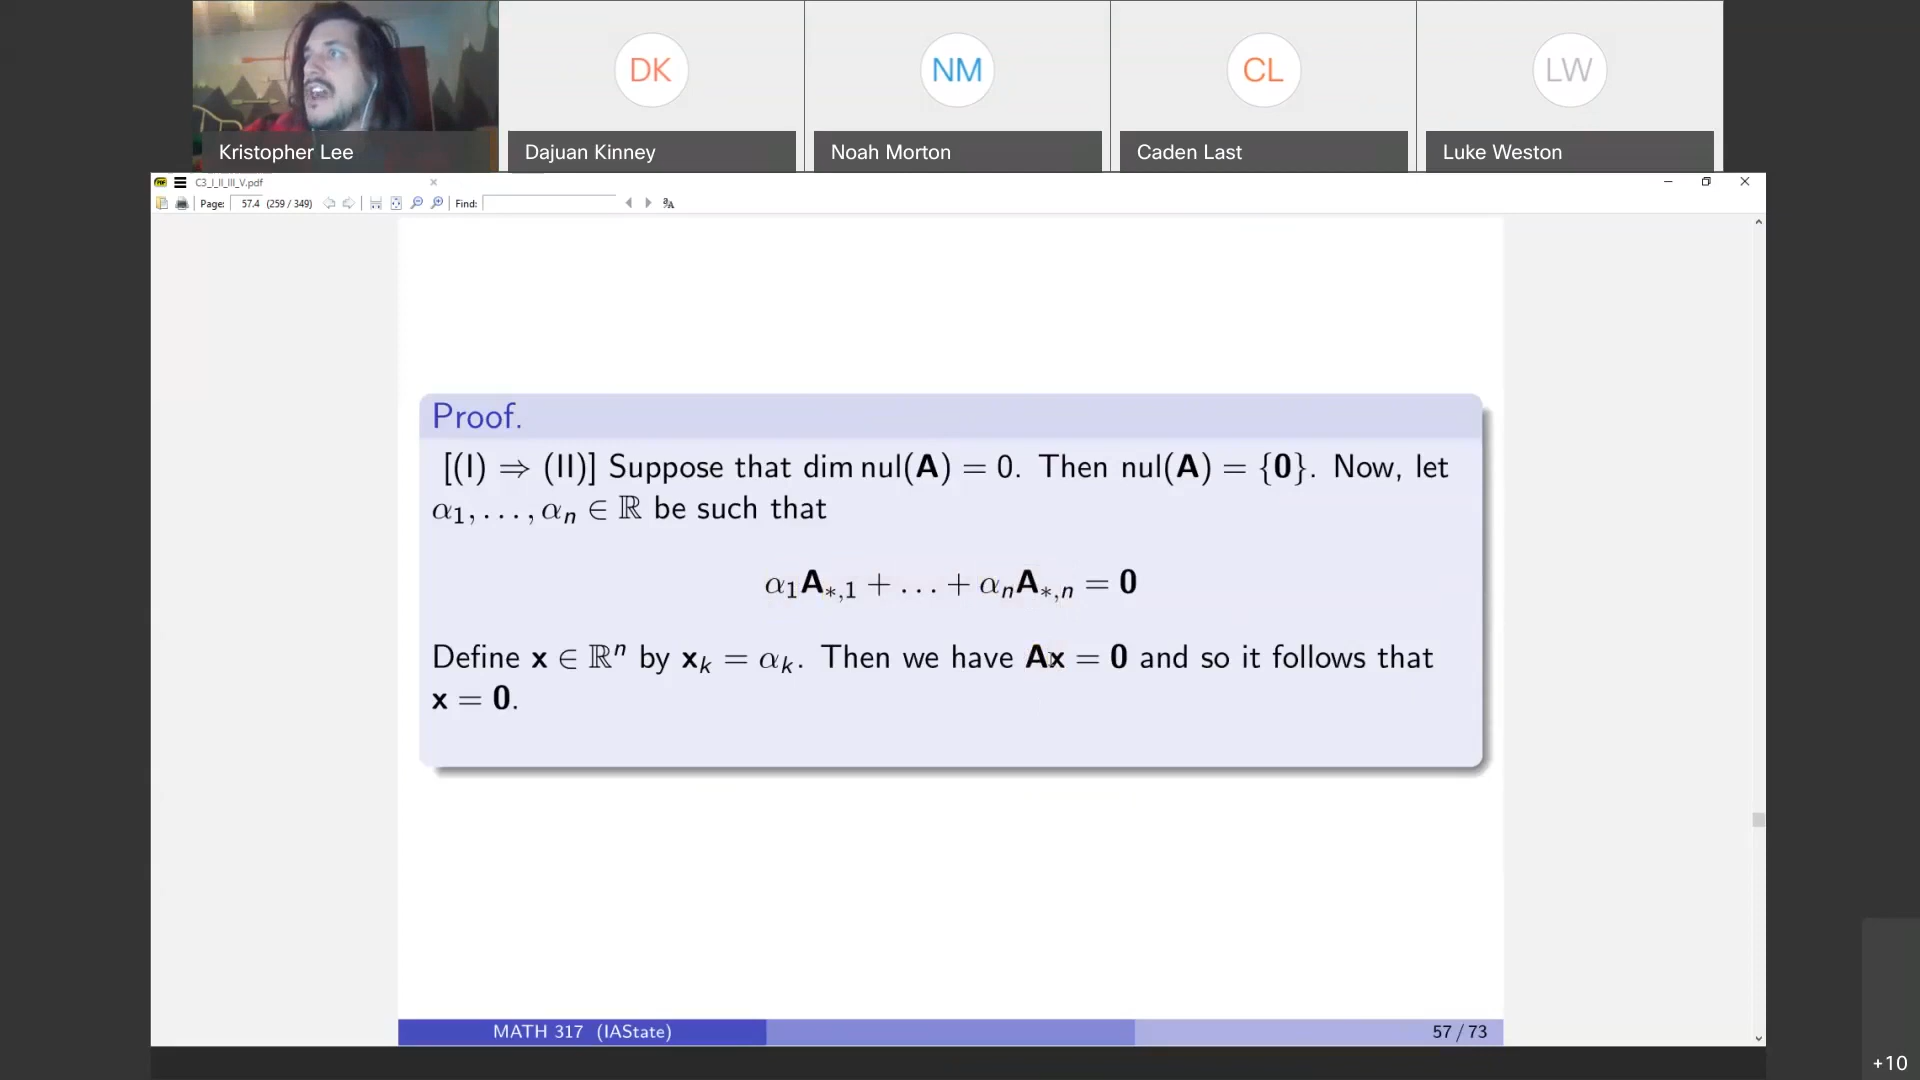 DK
NM
CL
LW
Kristopher Lee
Dajuan Kinney
Noah Morton
Caden Last
Luke Weston
C3_I_II_III_V.pdf
Page: 57.4 (259 / 349) Find:
Proof.
[(I) ⇒ (II)] Suppose that dim nul(A) = 0. Then nul(A) = {0}. Now, let
α₁, . . . , αₙ ∈ ℝ be such that
α₁A∗,₁ + . . . + αₙA∗,ₙ = 0
Define x ∈ ℝⁿ by xₖ = αₖ. Then we have Ax = 0 and so it follows that
x = 0.
MATH 317 (IAState) 57 / 73
+10